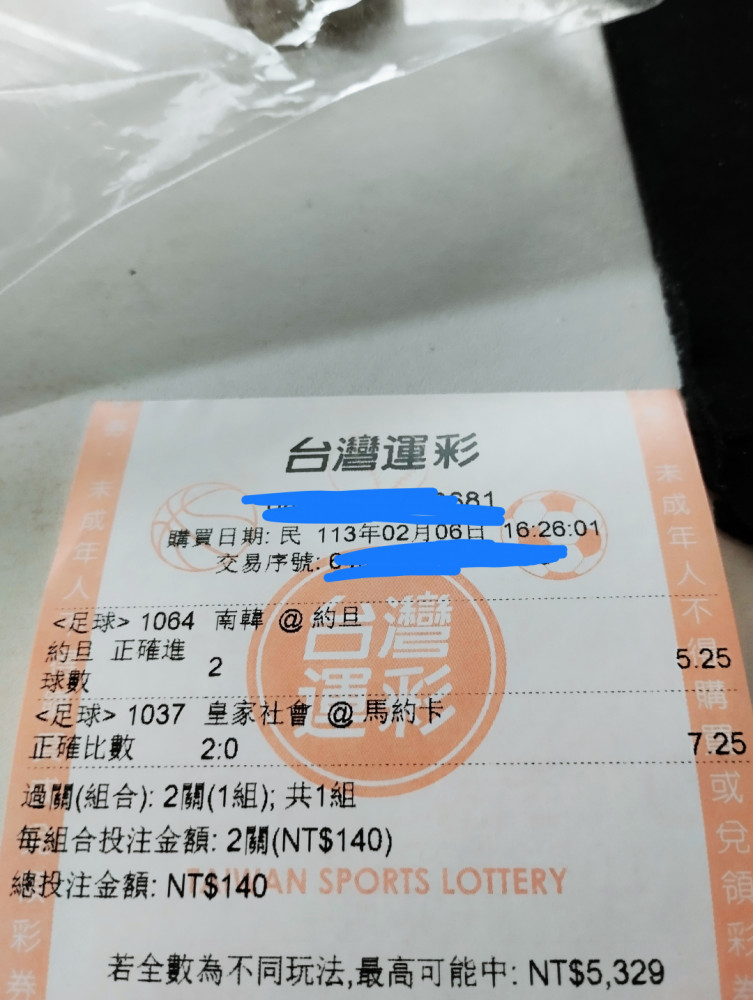 台灣運彩
681
購買日期: 民 113年02月06日 16:26:01
交易序號:
<足球> 1064 南韓 @ 約旦
約旦 正確進球數 2 5.25
<足球> 1037 皇家社會 @ 馬約卡
正確比數 2:0 7.25
過關(組合): 2關(1組); 共1組
每組合投注金額: 2關(NT$140)
總投注金額: NT$140
TAIWAN SPORTS LOTTERY
若全數為不同玩法,最高可能中: NT$5,329
台灣運彩
未成年人
彩券
未成年人不得購買或兌領彩券